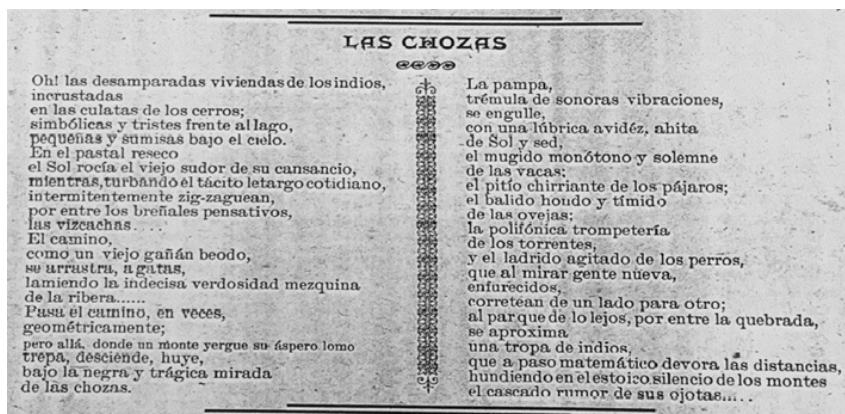 LAS CHOZAS
Oh! las desamparadas viviendas de los indios,
incrustadas
en las culatas de los cerros;
simbólicas y tristes frente al lago,
pequeñas y sumisas bajo el cielo.
En el pastal reseco
el Sol rocía el viejo sudor de su cansancio,
mientras, turbando el tácito letargo cotidiano,
intermitentemente zig-zaguean,
por entre los breñales pensativos,
las vizcachas....
El camino,
como un viejo gañán beodo,
se arrastra, a gatas,
lamiendo la indecisa verdosidad mezquina
de la ribera......
Pasa el camino, en veces,
geométricamente;
pero allá, donde un monte yergue su áspero lomo
trepa, desciende, huye,
bajo la negra y trágica mirada
de las chozas.
La pampa,
trémula de sonoras vibraciones,
se engulle,
con una lúbrica avidéz, ahita
de Sol y sed,
el mugido monótono y solemne
de las vacas;
el pitío chirriante de los pájaros;
el balido hondo y tímido
de las ovejas;
la polifónica trompetería
de los torrentes,
y el ladrido agitado de los perros,
que al mirar gente nueva,
enfurecidos,
corretean de un lado para otro;
al par que de lo lejos, por entre la quebrada,
se aproxima
una tropa de indios,
que a paso matemático devora las distancias,
hundiendo en el estoico silencio de los montes
el cascado rumor de sus ojotas.....